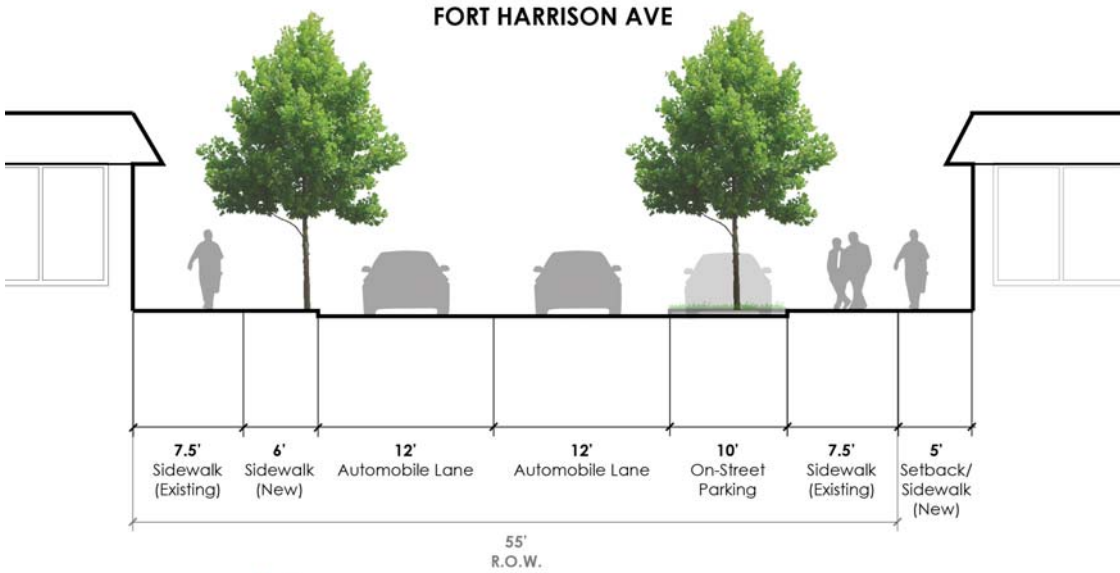 FORT HARRISON AVE
7.5'
Sidewalk
(Existing)
6'
Sidewalk
(New)
12'
Automobile Lane
12'
Automobile Lane
10'
On-Street
Parking
7.5'
Sidewalk
(Existing)
5'
Setback/
Sidewalk
(New)
55'
R.O.W.